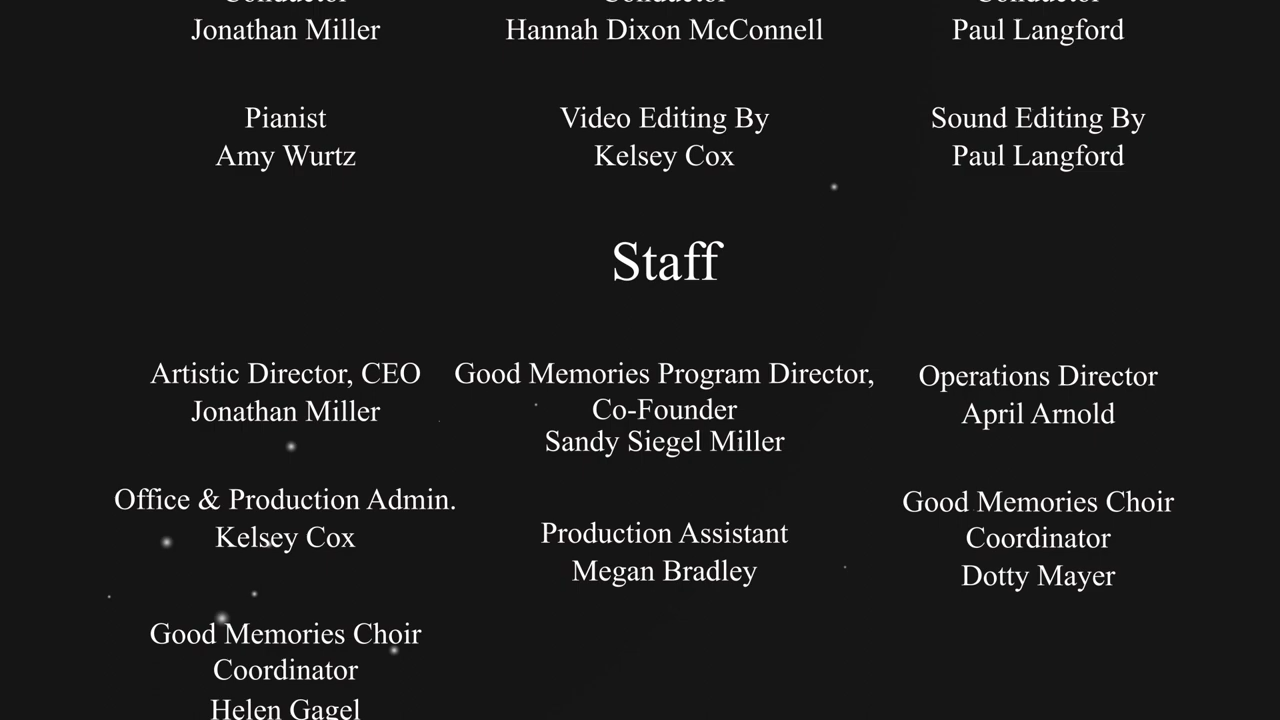 Conductor
Jonathan Miller
Conductor
Hannah Dixon McConnell
Conductor
Paul Langford
Pianist
Amy Wurtz
Video Editing By
Kelsey Cox
Sound Editing By
Paul Langford
Staff
Artistic Director, CEO
Jonathan Miller
Good Memories Program Director,
Co-Founder
Sandy Siegel Miller
Operations Director
April Arnold
Office & Production Admin.
Kelsey Cox
Production Assistant
Megan Bradley
Good Memories Choir
Coordinator
Dotty Mayer
Good Memories Choir
Coordinator
Helen Gagel